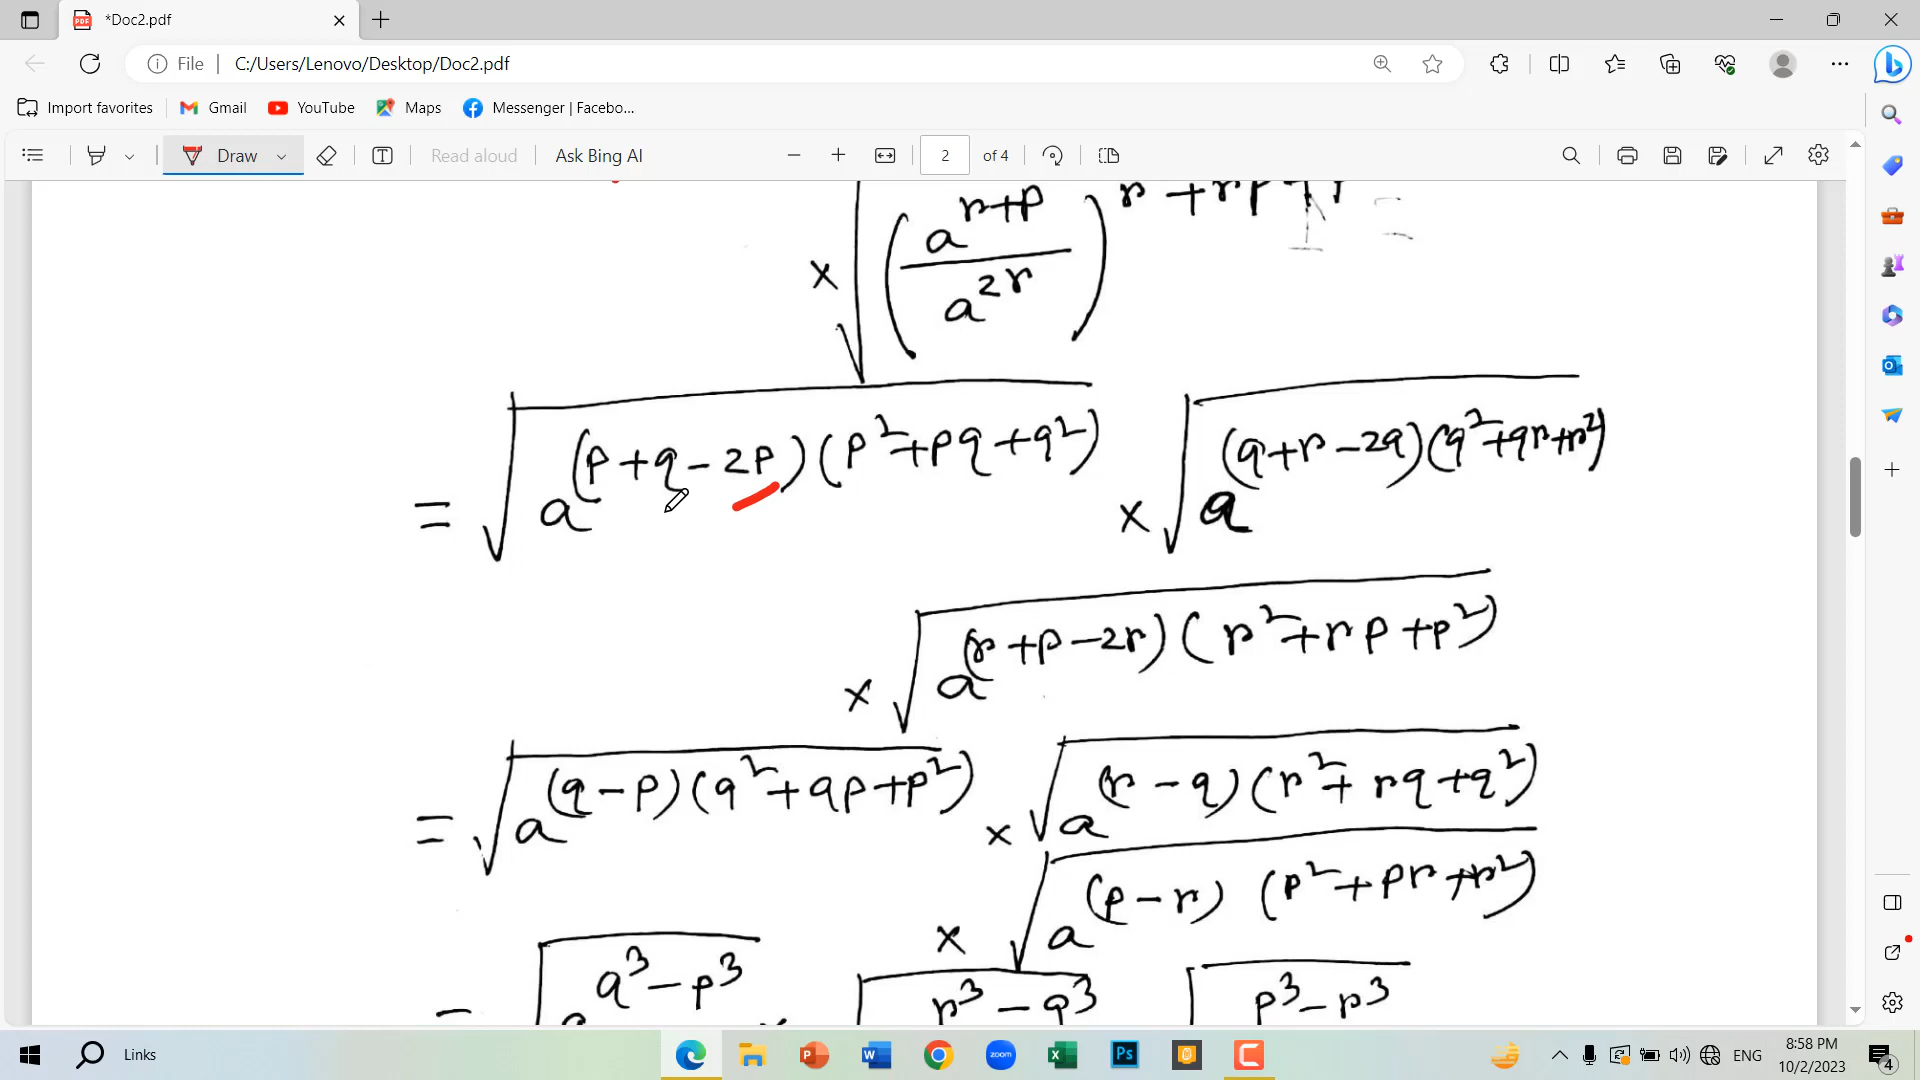 *Doc2.pdf
File C:/Users/Lenovo/Desktop/Doc2.pdf
Import favorites Gmail YouTube Maps Messenger | Facebo...
Draw Read aloud Ask Bing AI 2 of 4
× √(a^(r+p)/a^(2r))^
= √a^(p+q-2p)(p²+pq+q²) × √a^(q+r-2q)(q²+qr+r²)
× √a^(r+p-2r)(r²+rp+p²)
= √a^(q-p)(q²+qp+p²) × √a^(r-q)(r²+rq+q²)
× √a^(p-r)(p²+pr+r²)
= √a^q³-p³ × √r³-q³ √p³-r³
Links ENG 8:58 PM
10/2/2023 4